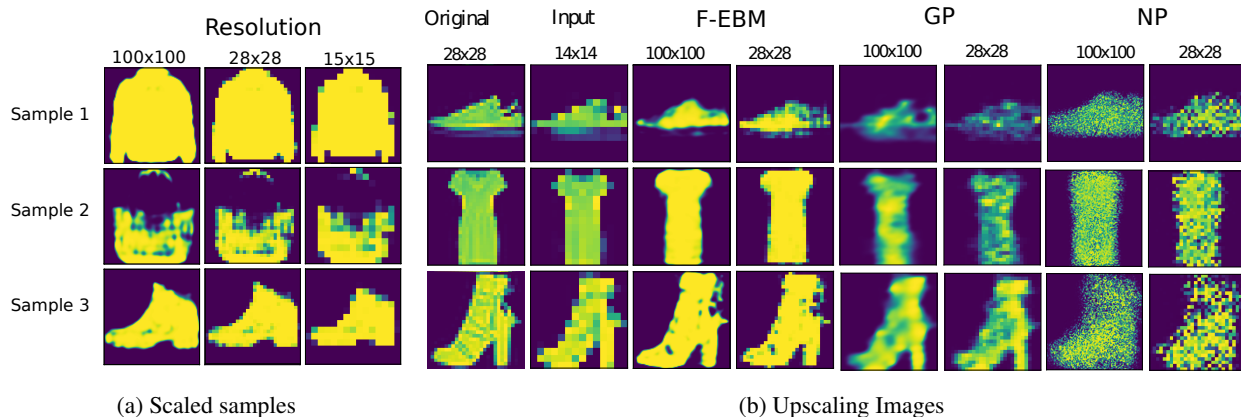 Resolution
100x100 28x28 15x15
Original Input F-EBM GP NP
28x28 14x14 100x100 28x28 100x100 28x28 100x100 28x28
Sample 1
Sample 2
Sample 3
(a) Scaled samples
(b) Upscaling Images